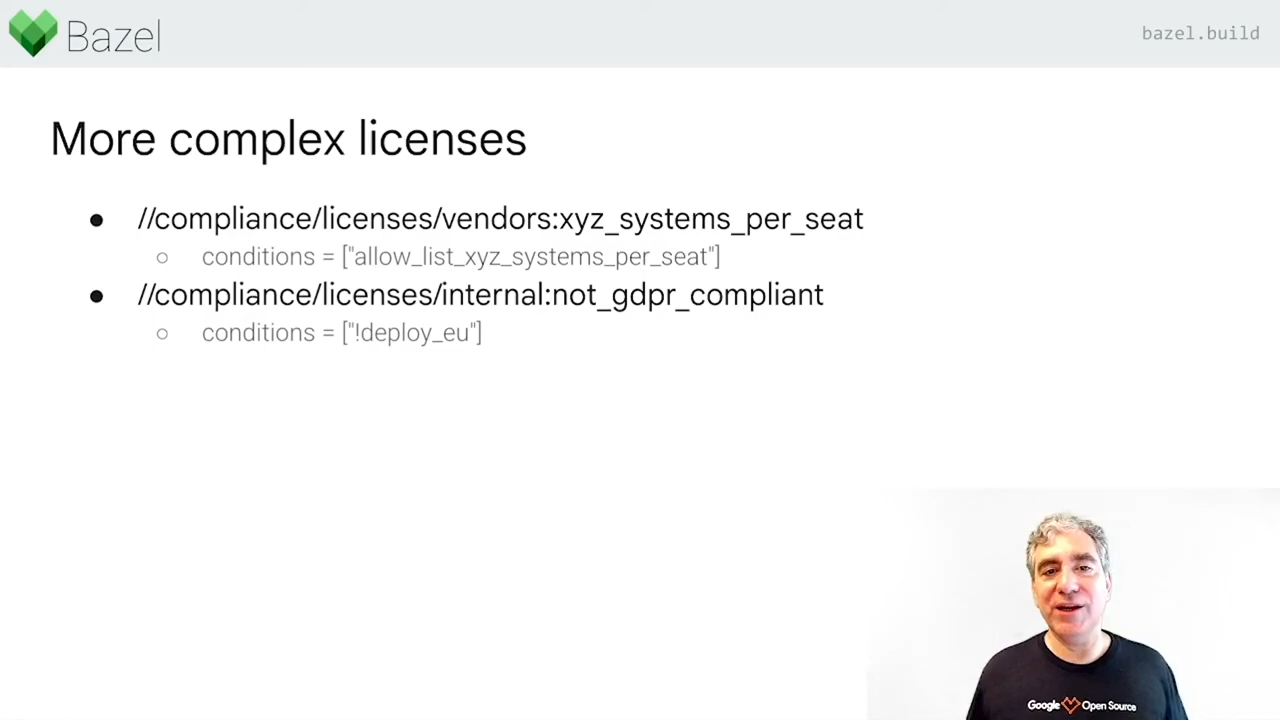 Bazel
bazel.build
More complex licenses
● //compliance/licenses/vendors:xyz_systems_per_seat
○ conditions = ["allow_list_xyz_systems_per_seat"]
● //compliance/licenses/internal:not_gdpr_compliant
○ conditions = ["!deploy_eu"]
Google Open Source